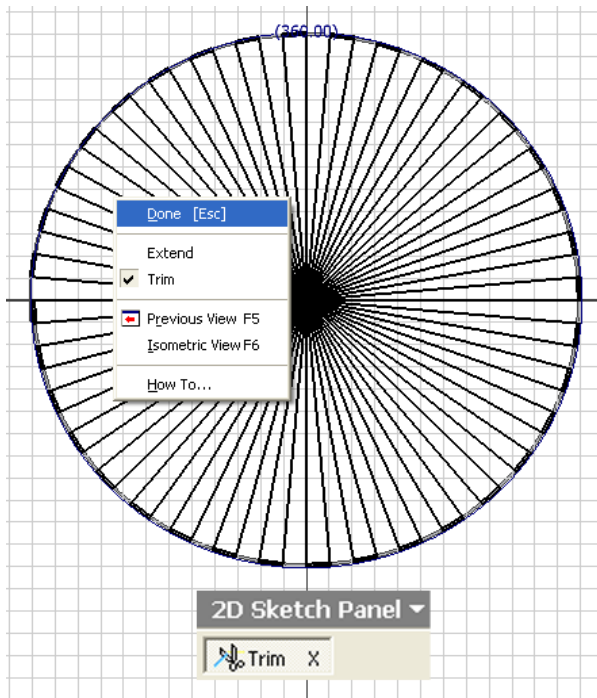 (360.00)
Done [Esc]
Extend
Trim
Previous View F5
Isometric View F6
How To...
2D Sketch Panel
Trim X